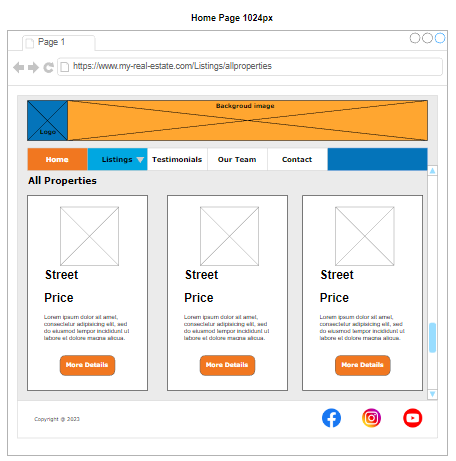 Home Page 1024px
Page 1
https://www.my-real-estate.com/Listings/allproperties
Backgroud image
Logo
Home Listings Testimonials Our Team Contact
All Properties
Street Street Street
Price Price Price
Lorem ipsum dolor sit amet,
consectetur adipisicing elit, sed
do eiusmod tempor incididunt ut
labore et dolore magna aliqua.
Lorem ipsum dolor sit amet,
consectetur adipisicing elit, sed
do eiusmod tempor incididunt ut
labore et dolore magna aliqua.
Lorem ipsum dolor sit amet,
consectetur adipisicing elit, sed
do eiusmod tempor incididunt ut
labore et dolore magna aliqua.
More Details More Details More Details
Copyright @ 2023